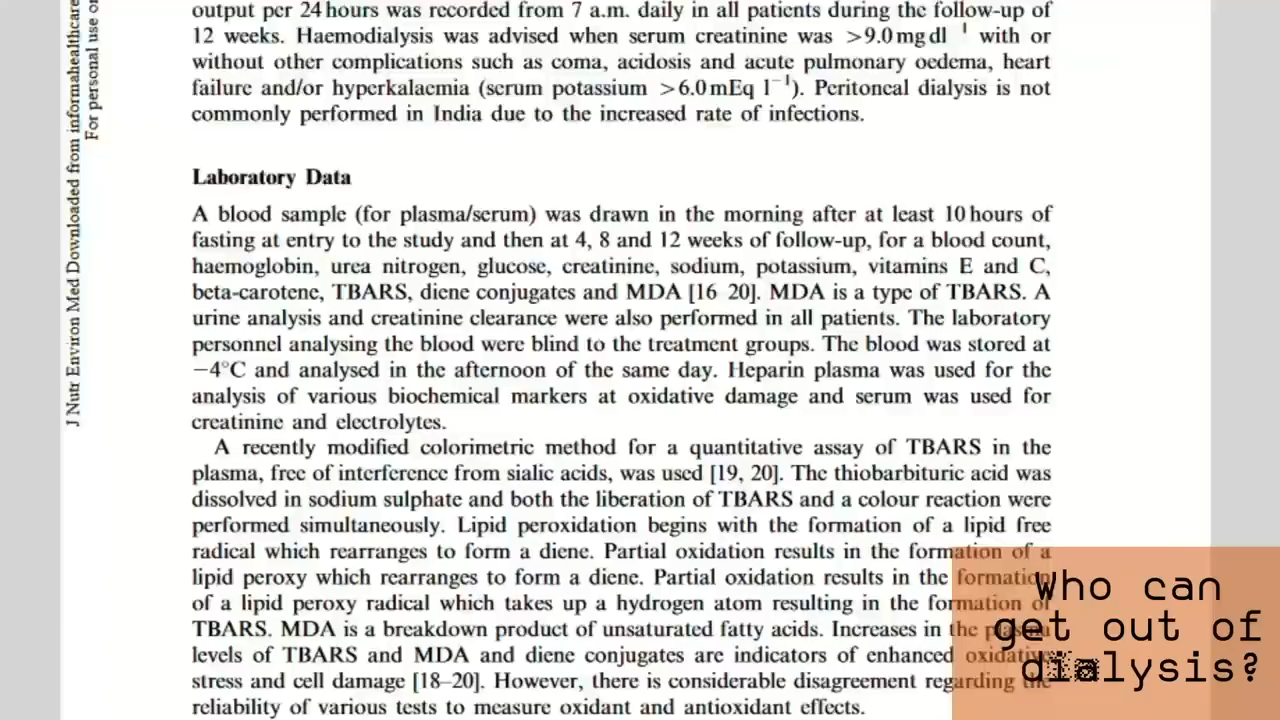 output per 24 hours was recorded from 7 a.m. daily in all patients during the follow-up of
12 weeks. Haemodialysis was advised when serum creatinine was >9.0 mg dl⁻¹ with or
without other complications such as coma, acidosis and acute pulmonary oedema, heart
failure and/or hyperkalaemia (serum potassium >6.0 mEq l⁻¹). Peritoneal dialysis is not
commonly performed in India due to the increased rate of infections.
Laboratory Data
A blood sample (for plasma/serum) was drawn in the morning after at least 10 hours of
fasting at entry to the study and then at 4, 8 and 12 weeks of follow-up, for a blood count,
haemoglobin, urea nitrogen, glucose, creatinine, sodium, potassium, vitamins E and C,
beta-carotene, TBARS, diene conjugates and MDA [16–20]. MDA is a type of TBARS. A
urine analysis and creatinine clearance were also performed in all patients. The laboratory
personnel analysing the blood were blind to the treatment groups. The blood was stored at
−4°C and analysed in the afternoon of the same day. Heparin plasma was used for the
analysis of various biochemical markers at oxidative damage and serum was used for
creatinine and electrolytes.
A recently modified colorimetric method for a quantitative assay of TBARS in the
plasma, free of interference from sialic acids, was used [19, 20]. The thiobarbituric acid was
dissolved in sodium sulphate and both the liberation of TBARS and a colour reaction were
performed simultaneously. Lipid peroxidation begins with the formation of a lipid free
radical which rearranges to form a diene. Partial oxidation results in the formation of a
lipid peroxy which rearranges to form a diene. Partial oxidation results in the formation
of a lipid peroxy radical which takes up a hydrogen atom resulting in the formation of
TBARS. MDA is a breakdown product of unsaturated fatty acids. Increases in the plasma
levels of TBARS and MDA and diene conjugates are indicators of enhanced oxidative
stress and cell damage [18–20]. However, there is considerable disagreement regarding the
reliability of various tests to measure oxidant and antioxidant effects.
J Nutr Environ Med Downloaded from informahealthcare
For personal use o
Who can
get out of
dialysis?